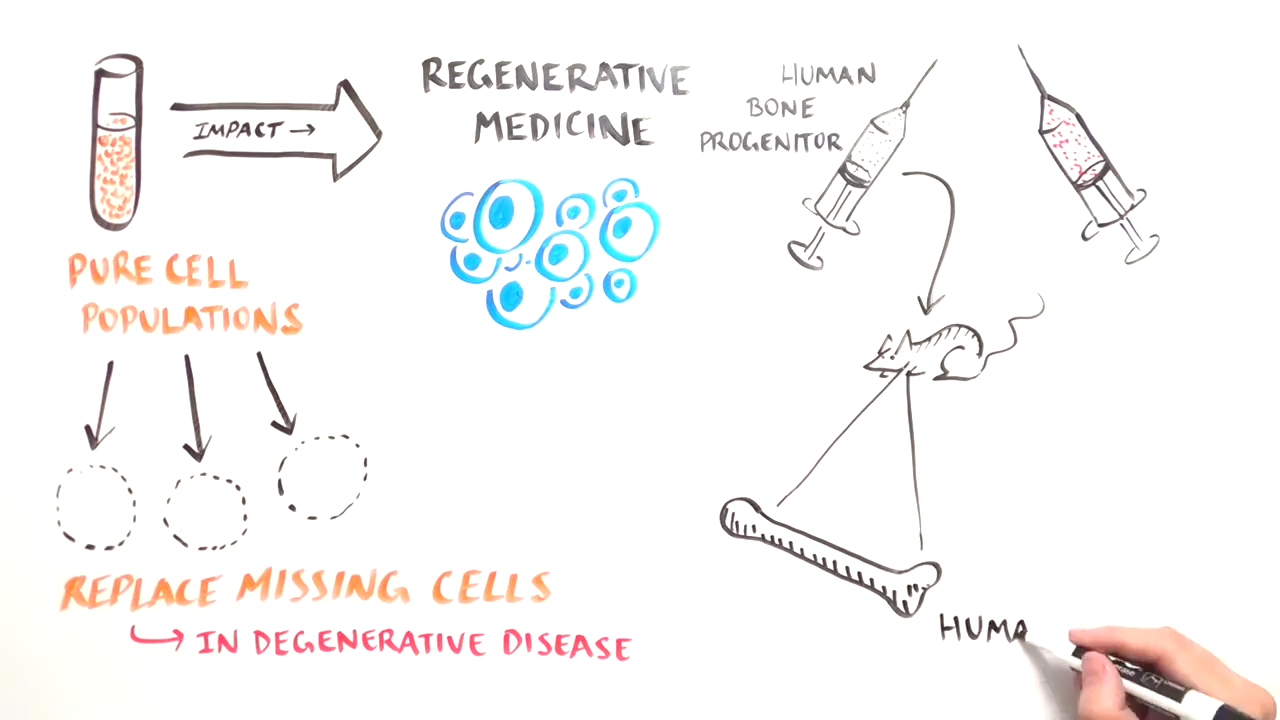 IMPACT →
REGENERATIVE
MEDICINE
HUMAN
BONE
PROGENITOR
PURE CELL
POPULATIONS
REPLACE MISSING CELLS
IN DEGENERATIVE DISEASE
HUMA